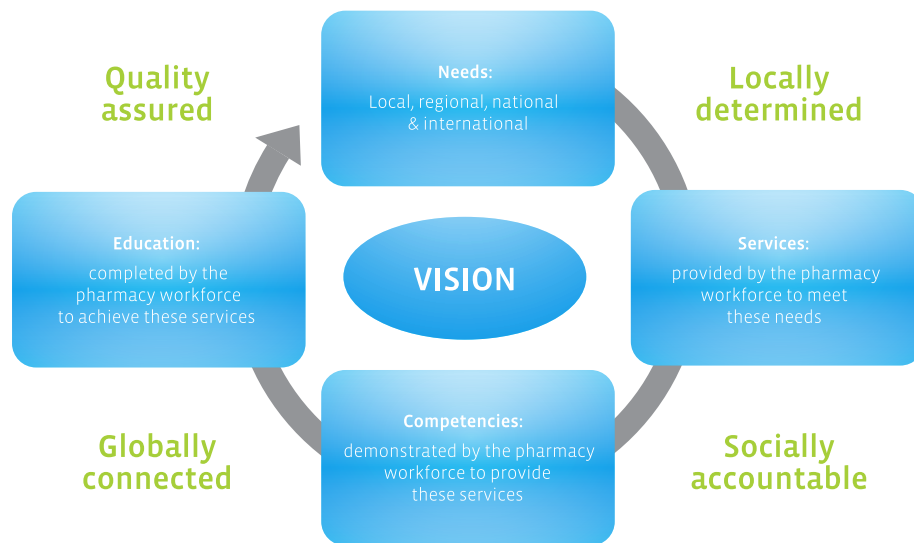 Quality
assured
Needs:
Local, regional, national
& international
Locally
determined
Education:
completed by the
pharmacy workforce
to achieve these services
VISION
Services:
provided by the pharmacy
workforce to meet
these needs
Globally
connected
Competencies:
demonstrated by the pharmacy
workforce to provide
these services
Socially
accountable